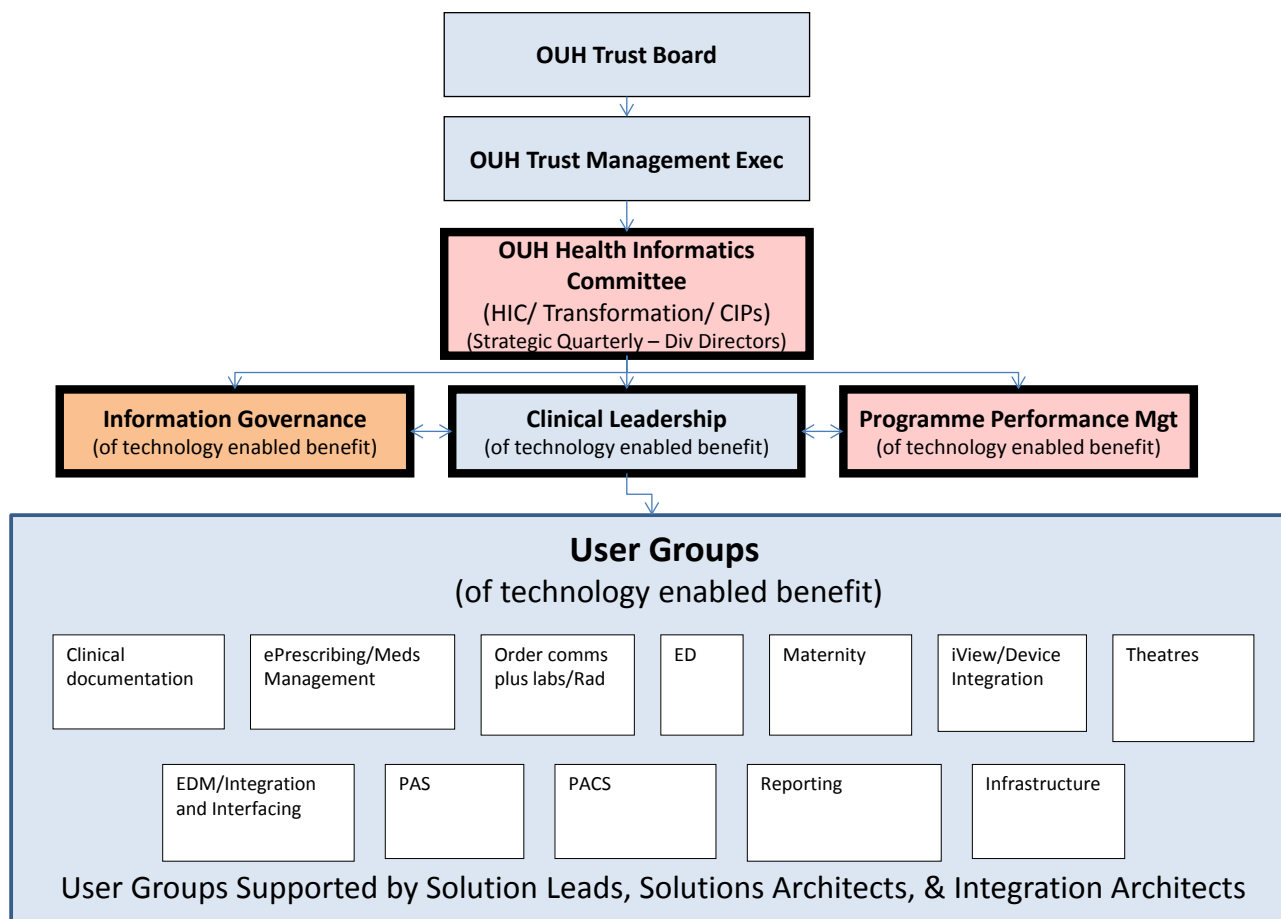 OUH Trust Board
OUH Trust Management Exec
OUH Health Informatics
Committee
(HIC/ Transformation/ CIPs)
(Strategic Quarterly – Div Directors)
Information Governance
(of technology enabled benefit)
Clinical Leadership
(of technology enabled benefit)
Programme Performance Mgt
(of technology enabled benefit)
User Groups
(of technology enabled benefit)
Clinical
documentation
ePrescribing/Meds
Management
Order comms
plus labs/Rad
ED
Maternity
iView/Device
Integration
Theatres
EDM/Integration
and Interfacing
PAS
PACS
Reporting
Infrastructure
User Groups Supported by Solution Leads, Solutions Architects, & Integration Architects